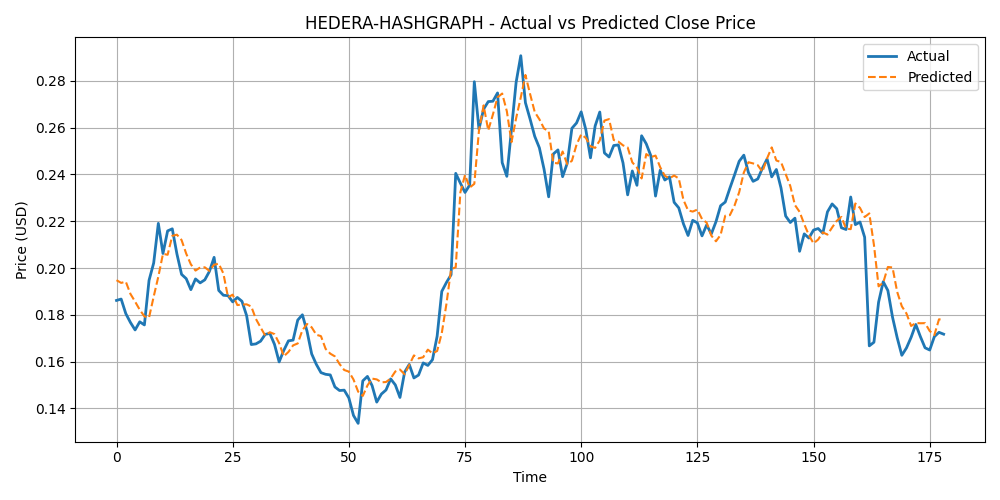 HEDERA-HASHGRAPH - Actual vs Predicted Close Price
Actual
Predicted
Price (USD)
0.28
0.26
0.24
0.22
0.20
0.18
0.16
0.14
0 25 50 75 100 125 150 175
Time